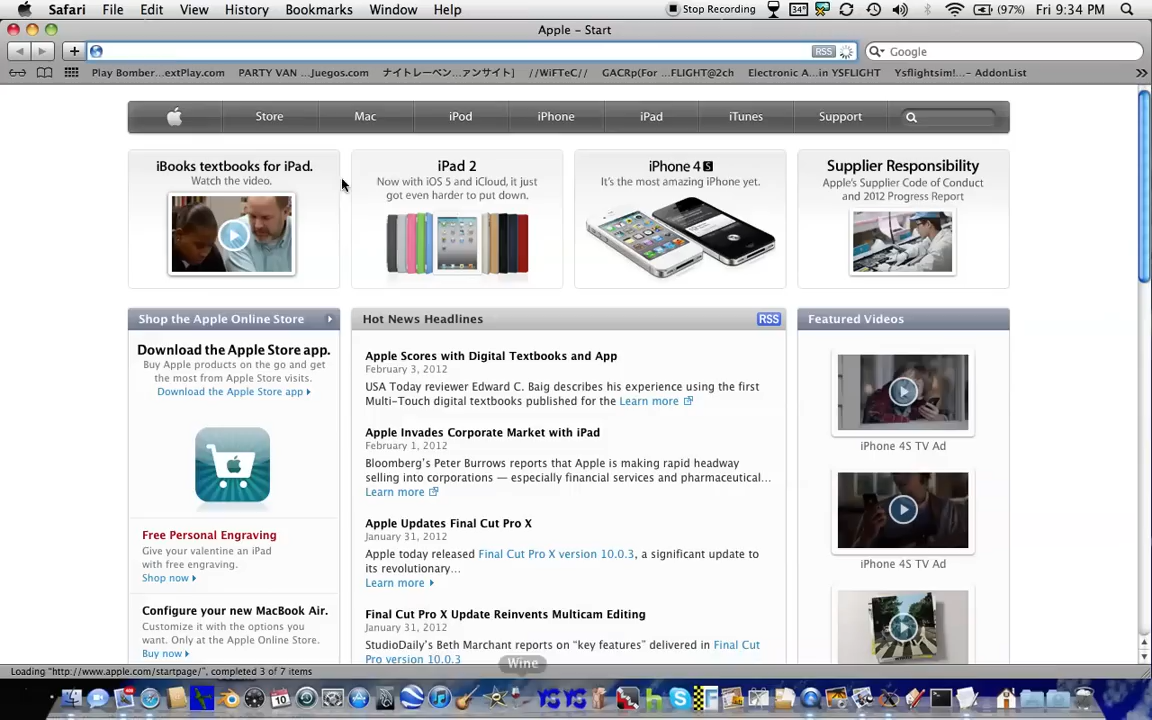 Safari File Edit View History Bookmarks Window Help Stop Recording 34° (97%) Fri 9:34 PM
Apple – Start
RSS Google
Play Bomber...extPlay.com PARTY VAN ...Juegos.com ナイトレーベン...ァンサイト] //WiFTeC// GACRp(For ...FLIGHT@2ch Electronic A...in YSFLIGHT Ysflightsim!... – AddonList
Store Mac iPod iPhone iPad iTunes Support
iBooks textbooks for iPad.
Watch the video.
iPad 2
Now with iOS 5 and iCloud, it just
got even harder to put down.
iPhone 4S
It's the most amazing iPhone yet.
Supplier Responsibility
Apple's Supplier Code of Conduct
and 2012 Progress Report
Shop the Apple Online Store
Download the Apple Store app.
Buy Apple products on the go and get
the most from Apple Store visits.
Download the Apple Store app
Free Personal Engraving
Give your valentine an iPad
with free engraving.
Shop now
Configure your new MacBook Air.
Customize it with the options you
want. Only at the Apple Online Store.
Buy now
Hot News Headlines RSS
Apple Scores with Digital Textbooks and App
February 3, 2012
USA Today reviewer Edward C. Baig describes his experience using the first
Multi-Touch digital textbooks published for the Learn more
Apple Invades Corporate Market with iPad
February 1, 2012
Bloomberg's Peter Burrows reports that Apple is making rapid headway
selling into corporations — especially financial services and pharmaceutical...
Learn more
Apple Updates Final Cut Pro X
January 31, 2012
Apple today released Final Cut Pro X version 10.0.3, a significant update to
its revolutionary...
Learn more
Final Cut Pro X Update Reinvents Multicam Editing
January 31, 2012
StudioDaily's Beth Marchant reports on "key features" delivered in Final Cut
Pro version 10.0.3
Featured Videos
iPhone 4S TV Ad
iPhone 4S TV Ad
Wine
Loading "http://www.apple.com/startpage/", completed 3 of 7 items